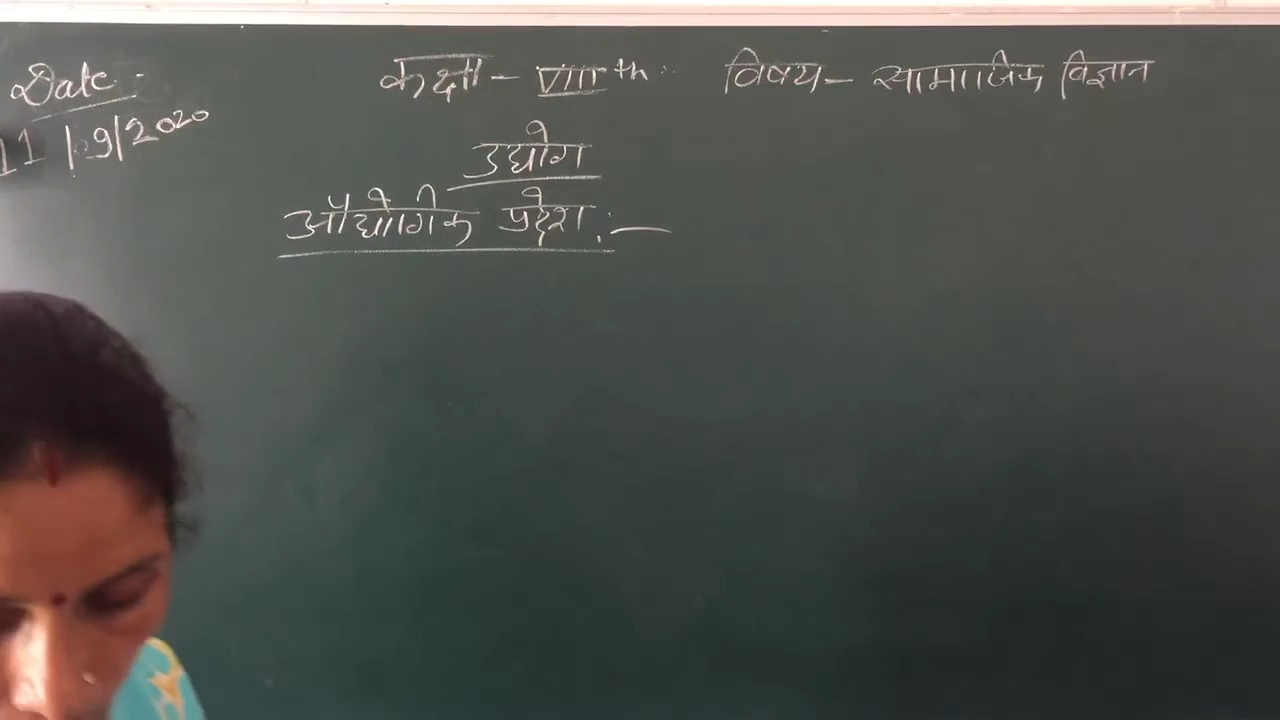 Date :
11/9/2020
कक्षा - VIIIth
विषय - सामाजिक विज्ञान
उद्योग
औद्योगिक प्रदेश :-